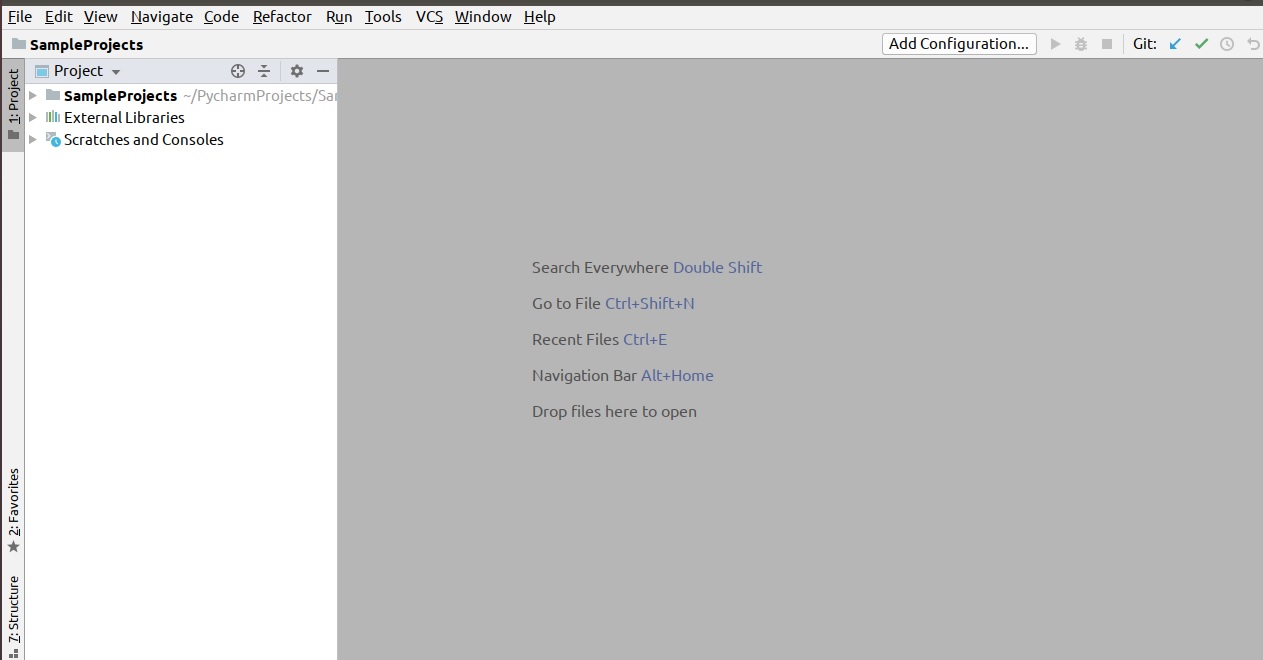 File Edit View Navigate Code Refactor Run Tools VCS Window Help
SampleProjects Add Configuration... Git:
Project
1: Project
SampleProjects ~/PycharmProjects/Sa
External Libraries
Scratches and Consoles
Search Everywhere Double Shift
Go to File Ctrl+Shift+N
Recent Files Ctrl+E
Navigation Bar Alt+Home
Drop files here to open
2: Favorites
7: Structure